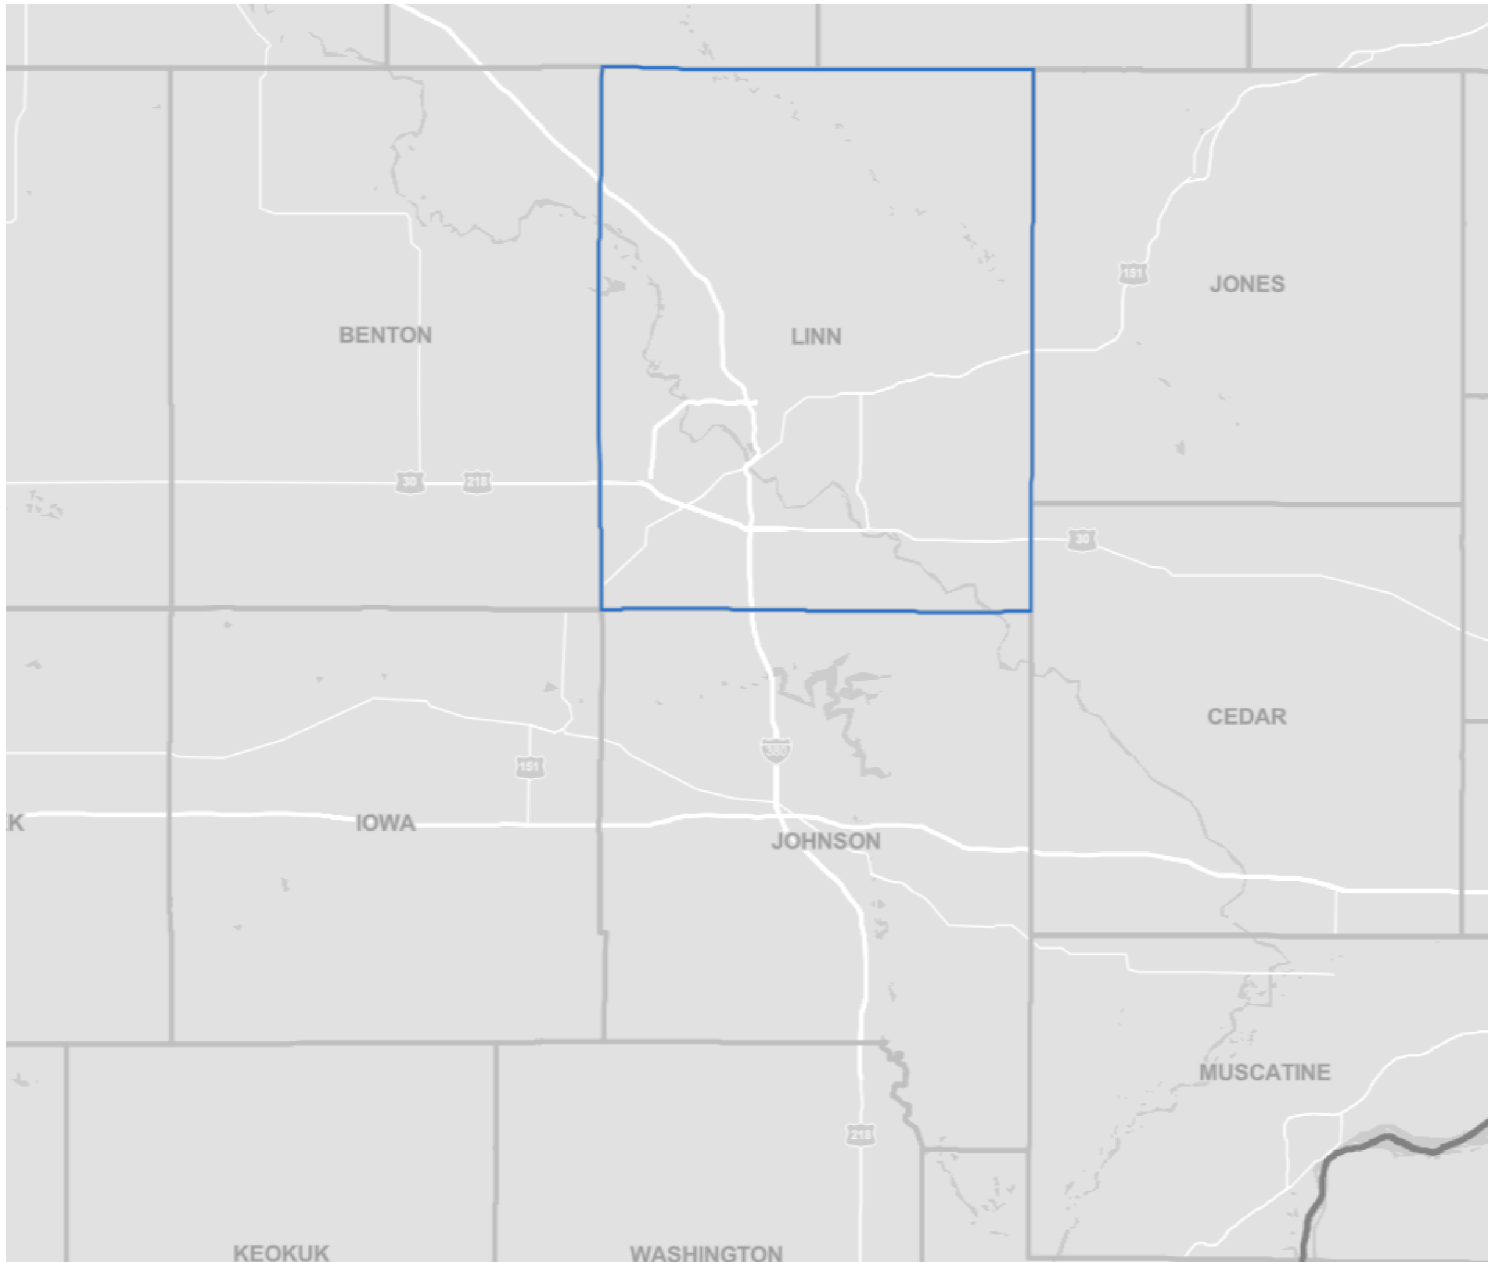 151
JONES
BENTON
LINN
30
218
30
CEDAR
380
151
K
IOWA
JOHNSON
MUSCATINE
218
KEOKUK
WASHINGTON